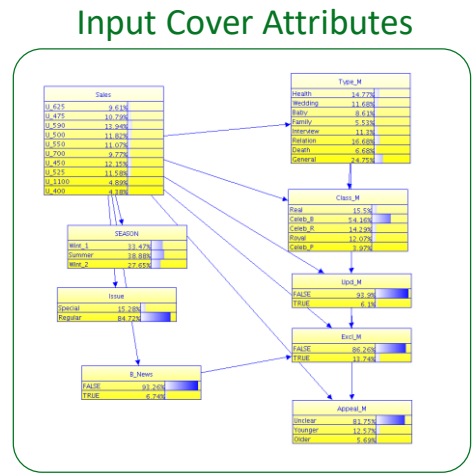 Input Cover Attributes
Sales
U_625 9.61%
U_475 10.79%
U_590 13.94%
U_500 11.82%
U_550 11.07%
U_700 9.77%
U_450 12.15%
U_525 11.58%
U_1100 4.89%
U_400 4.38%
SEASON
Wint_1 33.47%
Summer 38.88%
Wint_2 27.65%
Issue
Special 15.28%
Regular 84.72%
B_News
FALSE 93.26%
TRUE 6.74%
Type_M
Health 14.77%
Wedding 11.68%
Baby 8.61%
Family 5.53%
Interview 11.3%
Relation 16.68%
Death 6.68%
General 24.75%
Class_M
Real 15.5%
Celeb_B 54.16%
Celeb_R 14.29%
Royal 12.07%
Celeb_P 3.97%
Upd_M
FALSE 93.9%
TRUE 6.1%
Excl_M
FALSE 86.26%
TRUE 13.74%
Appeal_M
Unclear 81.75%
Younger 12.57%
Older 5.69%